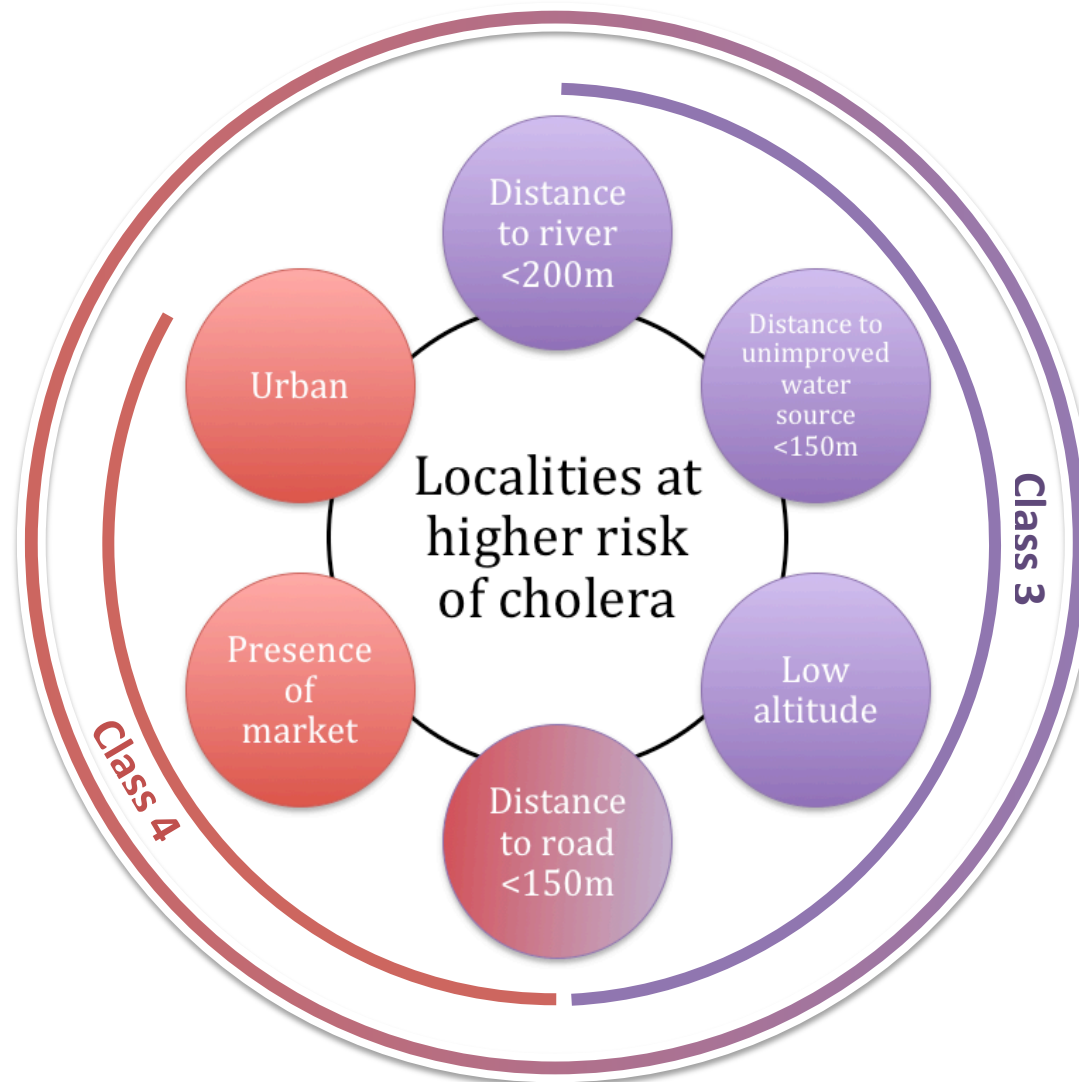 Distance
to river
<200m
Distance to
unimproved
water
source
<150m
Low
altitude
Distance
to road
<150m
Presence
of
market
Urban
Localities at
higher risk
of cholera
Class 3
Class 4